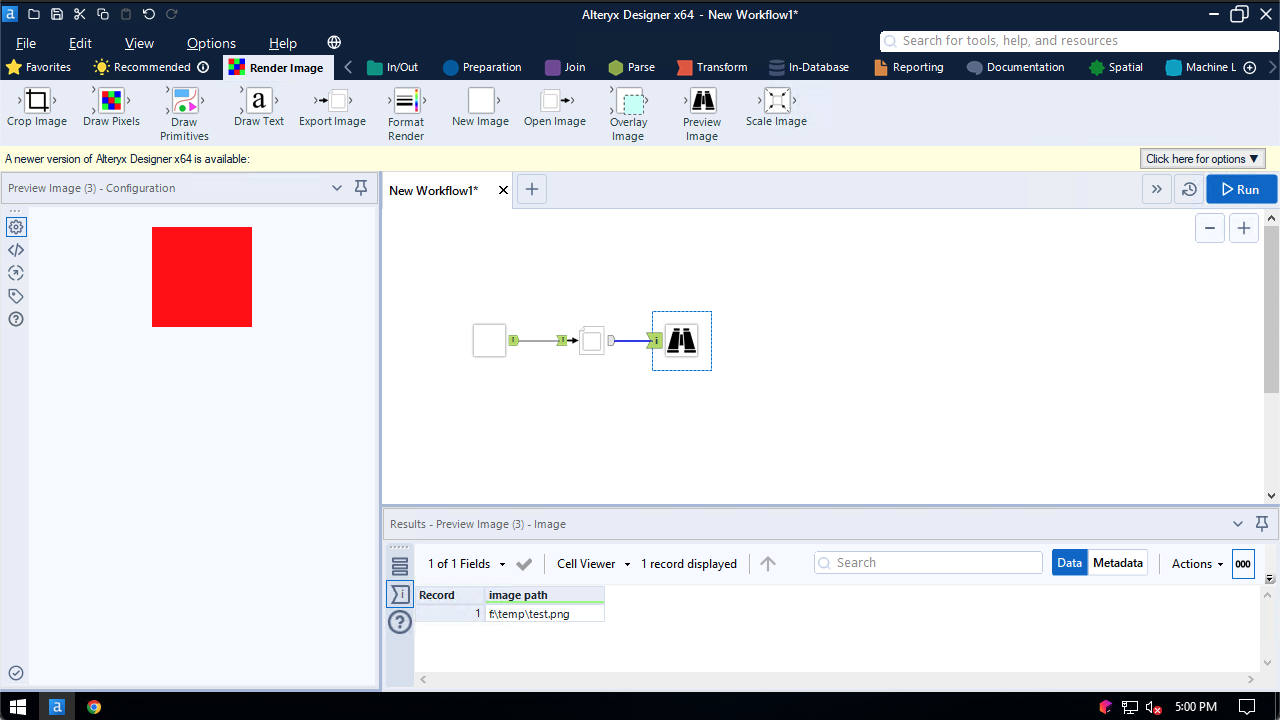 Alteryx Designer x64 - New Workflow1*
File Edit View Options Help
Search for tools, help, and resources
Favorites Recommended Render Image In/Out Preparation Join Parse Transform In-Database Reporting Documentation Spatial Machine L
Crop Image Draw Pixels Draw Primitives Draw Text Export Image Format Render New Image Open Image Overlay Image Preview Image Scale Image
A newer version of Alteryx Designer x64 is available:
Click here for options ▼
Preview Image (3) - Configuration
New Workflow1*
Run
Results - Preview Image (3) - Image
1 of 1 Fields Cell Viewer 1 record displayed Search Data Metadata Actions 000
Record image path
1 f:\temp\test.png
5:00 PM